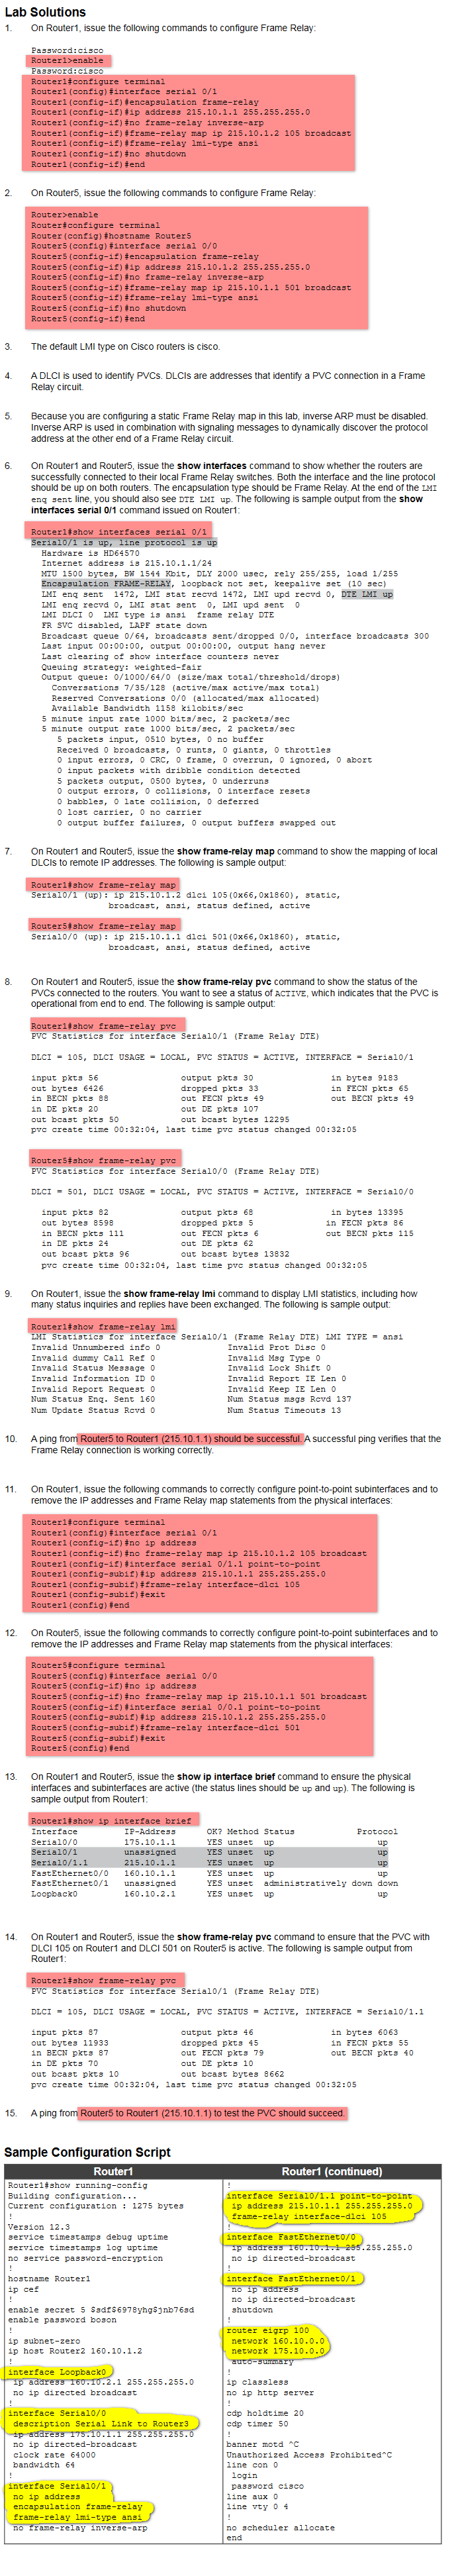 Lab Solutions
1. On Router1, issue the following commands to configure Frame Relay:
Password:cisco
Router1>enable
Password:cisco
Router1#configure terminal
Router1(config)#interface serial 0/1
Router1(config-if)#encapsulation frame-relay
Router1(config-if)#ip address 215.10.1.1 255.255.255.0
Router1(config-if)#no frame-relay inverse-arp
Router1(config-if)#frame-relay map ip 215.10.1.2 105 broadcast
Router1(config-if)#frame-relay lmi-type ansi
Router1(config-if)#no shutdown
Router1(config-if)#end
2. On Router5, issue the following commands to configure Frame Relay:
Router>enable
Router#configure terminal
Router(config)#hostname Router5
Router5(config)#interface serial 0/0
Router5(config-if)#encapsulation frame-relay
Router5(config-if)#ip address 215.10.1.2 255.255.255.0
Router5(config-if)#no frame-relay inverse-arp
Router5(config-if)#frame-relay map ip 215.10.1.1 501 broadcast
Router5(config-if)#frame-relay lmi-type ansi
Router5(config-if)#no shutdown
Router5(config-if)#end
3. The default LMI type on Cisco routers is cisco.
4. A DLCI is used to identify PVCs. DLCIs are addresses that identify a PVC connection in a Frame
Relay circuit.
5. Because you are configuring a static Frame Relay map in this lab, inverse ARP must be disabled.
Inverse ARP is used in combination with signaling messages to dynamically discover the protocol
address at the other end of a Frame Relay circuit.
6. On Router1 and Router5, issue the show interfaces command to show whether the routers are
successfully connected to their local Frame Relay switches. Both the interface and the line protocol
should be up on both routers. The encapsulation type should be Frame Relay. At the end of the LMI
enq sent line, you should also see DTE LMI up. The following is sample output from the show
interfaces serial 0/1 command issued on Router1:
Router1#show interfaces serial 0/1
Serial0/1 is up, line protocol is up
Hardware is HD64570
Internet address is 215.10.1.1/24
MTU 1500 bytes, BW 1544 Kbit, DLY 2000 usec, rely 255/255, load 1/255
Encapsulation FRAME-RELAY, loopback not set, keepalive set (10 sec)
LMI enq sent 1472, LMI stat recvd 1472, LMI upd recvd 0, DTE LMI up
LMI enq recvd 0, LMI stat sent 0, LMI upd sent 0
LMI DLCI 0 LMI type is ansi frame relay DTE
FR SVC disabled, LAPF state down
Broadcast queue 0/64, broadcasts sent/dropped 0/0, interface broadcasts 300
Last input 00:00:00, output 00:00:00, output hang never
Last clearing of show interface counters never
Queuing strategy: weighted-fair
Output queue: 0/1000/64/0 (size/max total/threshold/drops)
Conversations 7/35/128 (active/max active/max total)
Reserved Conversations 0/0 (allocated/max allocated)
Available Bandwidth 1158 kilobits/sec
5 minute input rate 1000 bits/sec, 2 packets/sec
5 minute output rate 1000 bits/sec, 2 packets/sec
5 packets input, 0510 bytes, 0 no buffer
Received 0 broadcasts, 0 runts, 0 giants, 0 throttles
0 input errors, 0 CRC, 0 frame, 0 overrun, 0 ignored, 0 abort
0 input packets with dribble condition detected
5 packets output, 0500 bytes, 0 underruns
0 output errors, 0 collisions, 0 interface resets
0 babbles, 0 late collision, 0 deferred
0 lost carrier, 0 no carrier
0 output buffer failures, 0 output buffers swapped out
7. On Router1 and Router5, issue the show frame-relay map command to show the mapping of local
DLCIs to remote IP addresses. The following is sample output:
Router1#show frame-relay map
Serial0/1 (up): ip 215.10.1.2 dlci 105(0x66,0x1860), static,
broadcast, ansi, status defined, active
Router5#show frame-relay map
Serial0/0 (up): ip 215.10.1.1 dlci 501(0x66,0x1860), static,
broadcast, ansi, status defined, active
8. On Router1 and Router5, issue the show frame-relay pvc command to show the status of the
PVCs connected to the routers. You want to see a status of ACTIVE, which indicates that the PVC is
operational from end to end. The following is sample output:
Router1#show frame-relay pvc
PVC Statistics for interface Serial0/1 (Frame Relay DTE)
DLCI = 105, DLCI USAGE = LOCAL, PVC STATUS = ACTIVE, INTERFACE = Serial0/1
input pkts 56 output pkts 30 in bytes 9183
out bytes 6426 dropped pkts 33 in FECN pkts 65
in BECN pkts 88 out FECN pkts 49 out BECN pkts 49
in DE pkts 20 out DE pkts 107
out bcast pkts 50 out bcast bytes 12295
pvc create time 00:32:04, last time pvc status changed 00:32:05
Router5#show frame-relay pvc
PVC Statistics for interface Serial0/0 (Frame Relay DTE)
DLCI = 501, DLCI USAGE = LOCAL, PVC STATUS = ACTIVE, INTERFACE = Serial0/0
input pkts 82 output pkts 68 in bytes 13395
out bytes 8598 dropped pkts 5 in FECN pkts 86
in BECN pkts 111 out FECN pkts 6 out BECN pkts 115
in DE pkts 24 out DE pkts 62
out bcast pkts 96 out bcast bytes 13832
pvc create time 00:32:04, last time pvc status changed 00:32:05
9. On Router1, issue the show frame-relay lmi command to display LMI statistics, including how
many status inquiries and replies have been exchanged. The following is sample output:
Router1#show frame-relay lmi
LMI Statistics for interface Serial0/1 (Frame Relay DTE) LMI TYPE = ansi
Invalid Unnumbered info 0 Invalid Prot Disc 0
Invalid dummy Call Ref 0 Invalid Msg Type 0
Invalid Status Message 0 Invalid Lock Shift 0
Invalid Information ID 0 Invalid Report IE Len 0
Invalid Report Request 0 Invalid Keep IE Len 0
Num Status Enq. Sent 160 Num Status msgs Rcvd 137
Num Update Status Rcvd 0 Num Status Timeouts 13
10. A ping from Router5 to Router1 (215.10.1.1) should be successful. A successful ping verifies that the
Frame Relay connection is working correctly.
11. On Router1, issue the following commands to correctly configure point-to-point subinterfaces and to
remove the IP addresses and Frame Relay map statements from the physical interfaces:
Router1#configure terminal
Router1(config)#interface serial 0/1
Router1(config-if)#no ip address
Router1(config-if)#no frame-relay map ip 215.10.1.2 105 broadcast
Router1(config-if)#interface serial 0/1.1 point-to-point
Router1(config-subif)#ip address 215.10.1.1 255.255.255.0
Router1(config-subif)#frame-relay interface-dlci 105
Router1(config-subif)#exit
Router1(config)#end
12. On Router5, issue the following commands to correctly configure point-to-point subinterfaces and to
remove the IP addresses and Frame Relay map statements from the physical interfaces:
Router5#configure terminal
Router5(config)#interface serial 0/0
Router5(config-if)#no ip address
Router5(config-if)#no frame-relay map ip 215.10.1.1 501 broadcast
Router5(config-if)#interface serial 0/0.1 point-to-point
Router5(config-subif)#ip address 215.10.1.2 255.255.255.0
Router5(config-subif)#frame-relay interface-dlci 501
Router5(config-subif)#exit
Router5(config)#end
13. On Router1 and Router5, issue the show ip interface brief command to ensure the physical
interfaces and subinterfaces are active (the status lines should be up and up). The following is
sample output from Router1:
Router1#show ip interface brief
Interface IP-Address OK? Method Status Protocol
Serial0/0 175.10.1.1 YES unset up up
Serial0/1 unassigned YES unset up up
Serial0/1.1 215.10.1.1 YES unset up up
FastEthernet0/0 160.10.1.1 YES unset up up
FastEthernet0/1 unassigned YES unset administratively down down
Loopback0 160.10.2.1 YES unset up up
14. On Router1 and Router5, issue the show frame-relay pvc command to ensure that the PVC with
DLCI 105 on Router1 and DLCI 501 on Router5 is active. The following is sample output from
Router1:
Router1#show frame-relay pvc
PVC Statistics for interface Serial0/1 (Frame Relay DTE)
DLCI = 105, DLCI USAGE = LOCAL, PVC STATUS = ACTIVE, INTERFACE = Serial0/1.1
input pkts 87 output pkts 46 in bytes 6063
out bytes 11933 dropped pkts 45 in FECN pkts 55
in BECN pkts 87 out FECN pkts 79 out BECN pkts 40
in DE pkts 70 out DE pkts 10
out bcast pkts 10 out bcast bytes 8662
pvc create time 00:32:04, last time pvc status changed 00:32:05
15. A ping from Router5 to Router1 (215.10.1.1) to test the PVC should succeed.
Sample Configuration Script
Router1
Router1#show running-config
Building configuration...
Current configuration : 1275 bytes
!
Version 12.3
service timestamps debug uptime
service timestamps log uptime
no service password-encryption
!
hostname Router1
ip cef
!
enable secret 5 $sdf$6978yhg$jnb76sd
enable password boson
!
ip subnet-zero
ip host Router2 160.10.1.2
!
interface Loopback0
ip address 160.10.2.1 255.255.255.0
no ip directed broadcast
!
interface Serial0/0
description Serial Link to Router3
ip address 175.10.1.1 255.255.255.0
no ip directed-broadcast
clock rate 64000
bandwidth 64
!
interface Serial0/1
no ip address
encapsulation frame-relay
frame-relay lmi-type ansi
no frame-relay inverse-arp
Router1 (continued)
!
interface Serial0/1.1 point-to-point
ip address 215.10.1.1 255.255.255.0
frame-relay interface-dlci 105
!
interface FastEthernet0/0
ip address 160.10.1.1 255.255.255.0
no ip directed-broadcast
!
interface FastEthernet0/1
no ip address
no ip directed-broadcast
shutdown
!
router eigrp 100
network 160.10.0.0
network 175.10.0.0
auto-summary
!
ip classless
no ip http server
!
cdp holdtime 20
cdp timer 50
!
banner motd ^C
Unauthorized Access Prohibited^C
line con 0
login
password cisco
line aux 0
line vty 0 4
!
no scheduler allocate
end